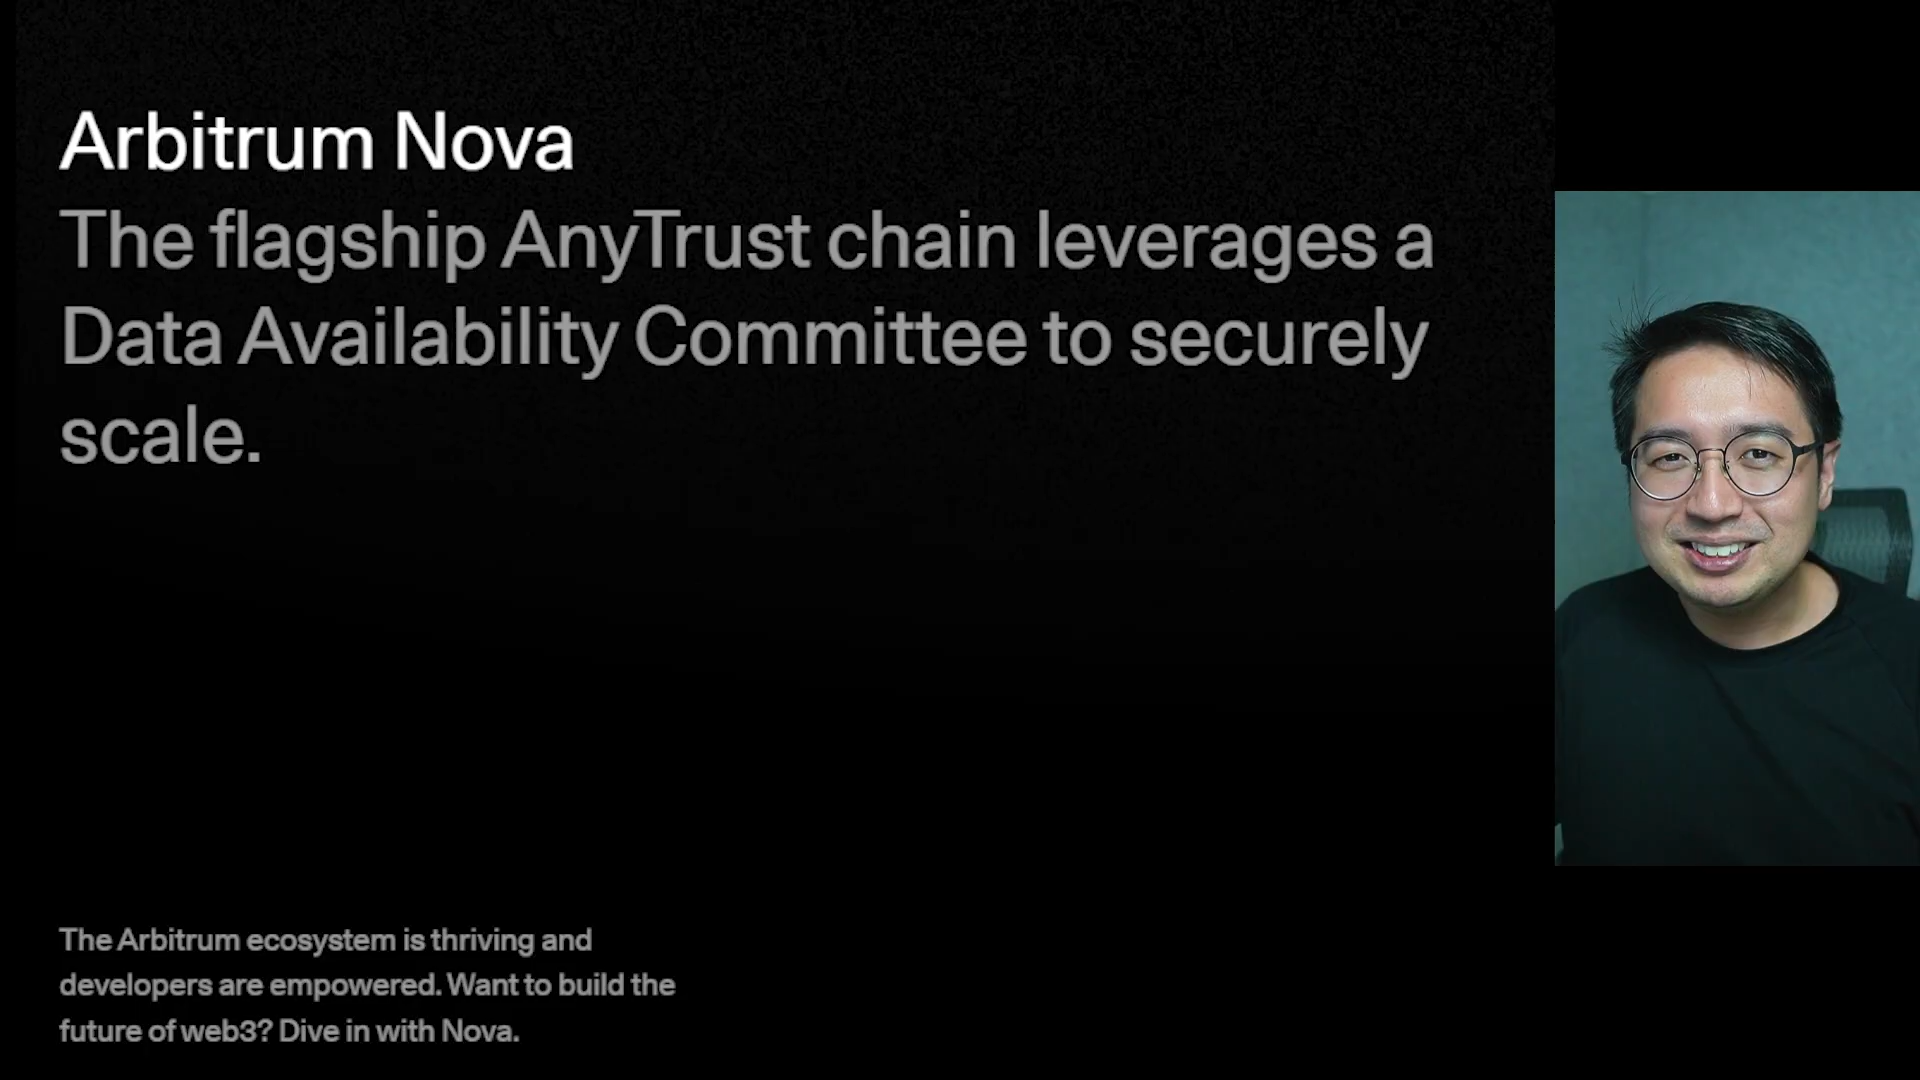 Arbitrum Nova
The flagship AnyTrust chain leverages a
Data Availability Committee to securely
scale.
The Arbitrum ecosystem is thriving and
developers are empowered. Want to build the
future of web3? Dive in with Nova.